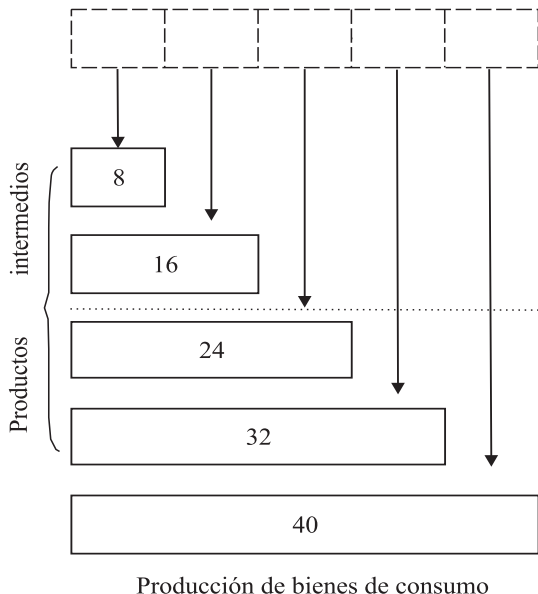 8
16
24
32
40
Productos
intermedios
Producción de bienes de consumo